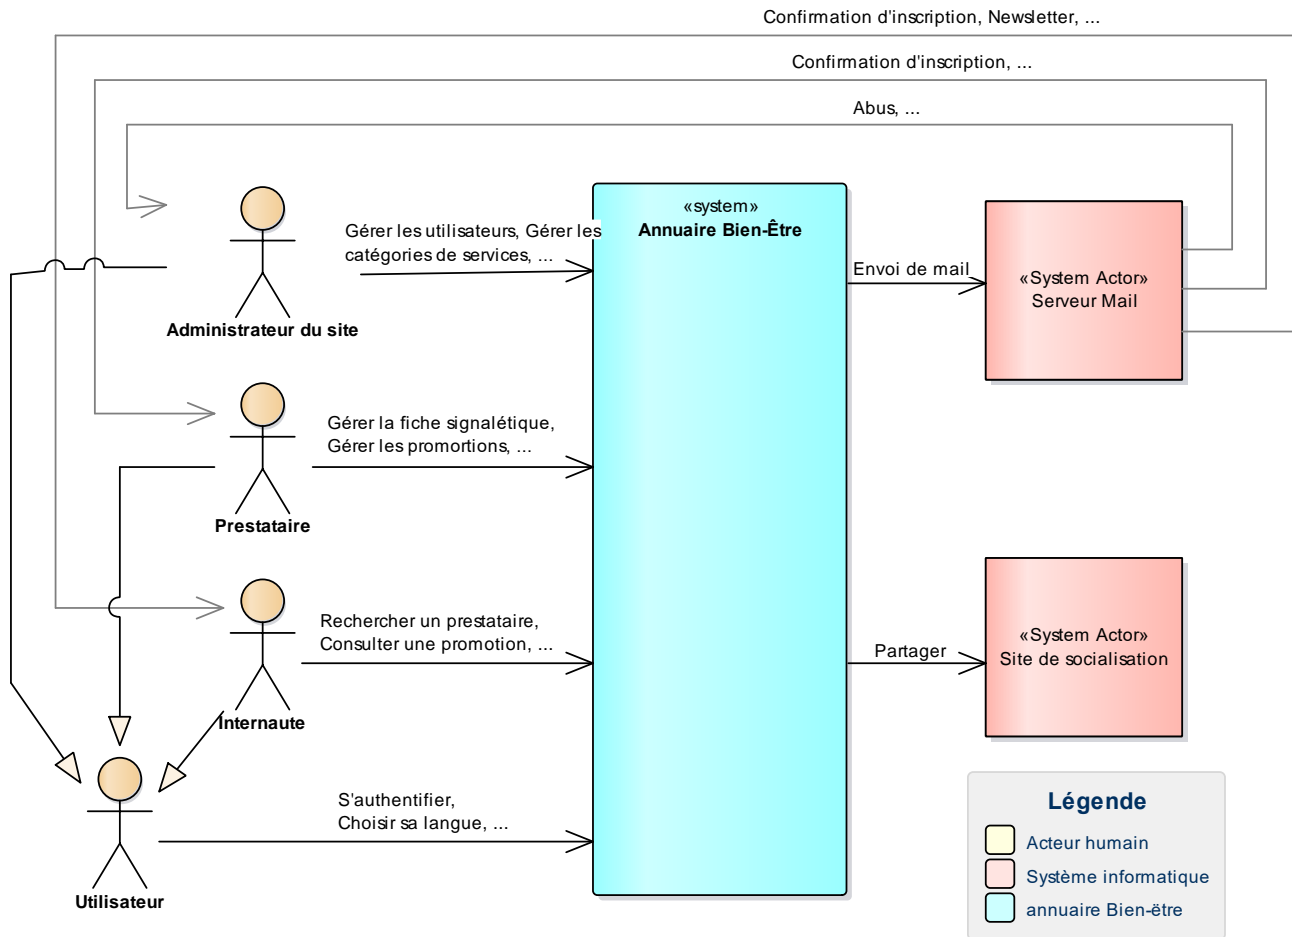 Confirmation d'inscription, Newsletter, ...
Confirmation d'inscription, ...
Abus, ...
«system»
Annuaire Bien-Être
Gérer les utilisateurs, Gérer les
catégories de services, ...
Envoi de mail
«System Actor»
Serveur Mail
Administrateur du site
Gérer la fiche signalétique,
Gérer les promortions, ...
Prestataire
Rechercher un prestataire,
Consulter une promotion, ...
Partager
«System Actor»
Site de socialisation
Internaute
S'authentifier,
Choisir sa langue, ...
Utilisateur
Légende
Acteur humain
Système informatique
annuaire Bien-ëtre